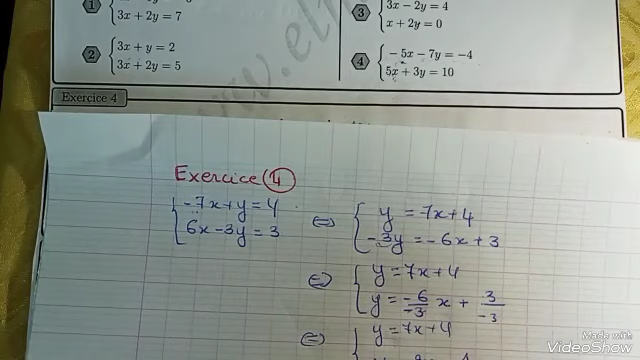 1
3x + 2y = 7
2
3x + y = 2
3x + 2y = 5
3
3x − 2y = 4
x + 2y = 0
4
−5x − 7y = −4
5x + 3y = 10
Exercice 4
Exercice 4
-7x+y = 4
6x-3y = 3
⇔ y = 7x+4
-3y = -6x+3
⇔ y = 7x+4
y = -6/-3 x + 3/-3
⇔ y = 7x+4
Made with
VideoShow